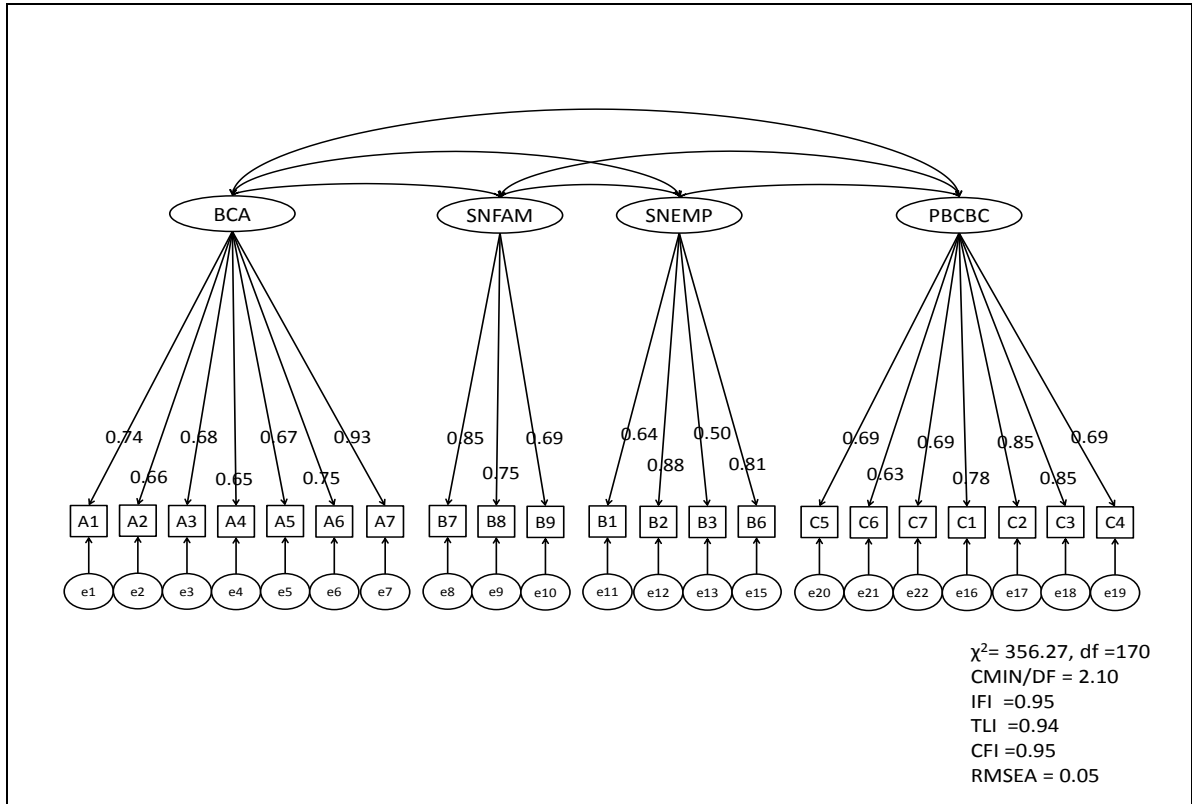 BCA SNFAM SNEMP PBCBC
0.74 0.68 0.67 0.93 0.85 0.69 0.64 0.50 0.69 0.69 0.85 0.69
0.66 0.65 0.75 0.75 0.88 0.81 0.63 0.78 0.85
A1 A2 A3 A4 A5 A6 A7 B7 B8 B9 B1 B2 B3 B6 C5 C6 C7 C1 C2 C3 C4
e1 e2 e3 e4 e5 e6 e7 e8 e9 e10 e11 e12 e13 e15 e20 e21 e22 e16 e17 e18 e19
χ²= 356.27, df =170
CMIN/DF = 2.10
IFI =0.95
TLI =0.94
CFI =0.95
RMSEA = 0.05